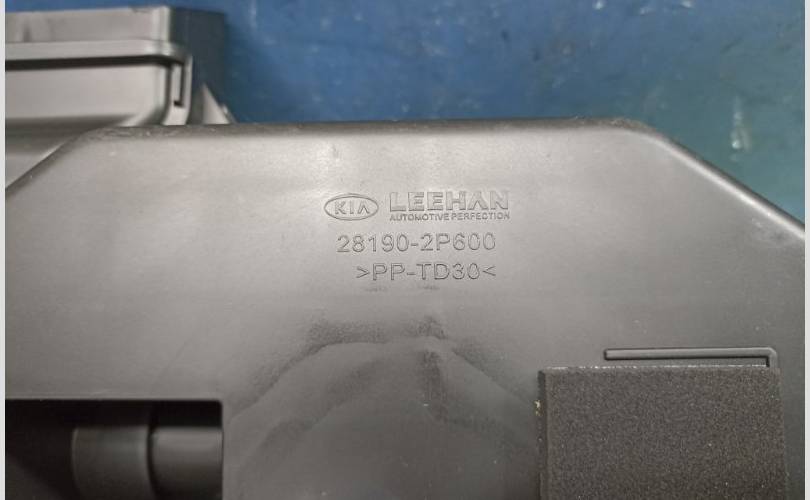 KIA LEEHAN
AUTOMOTIVE PERFECTION
28190-2P600
>PP-TD30<